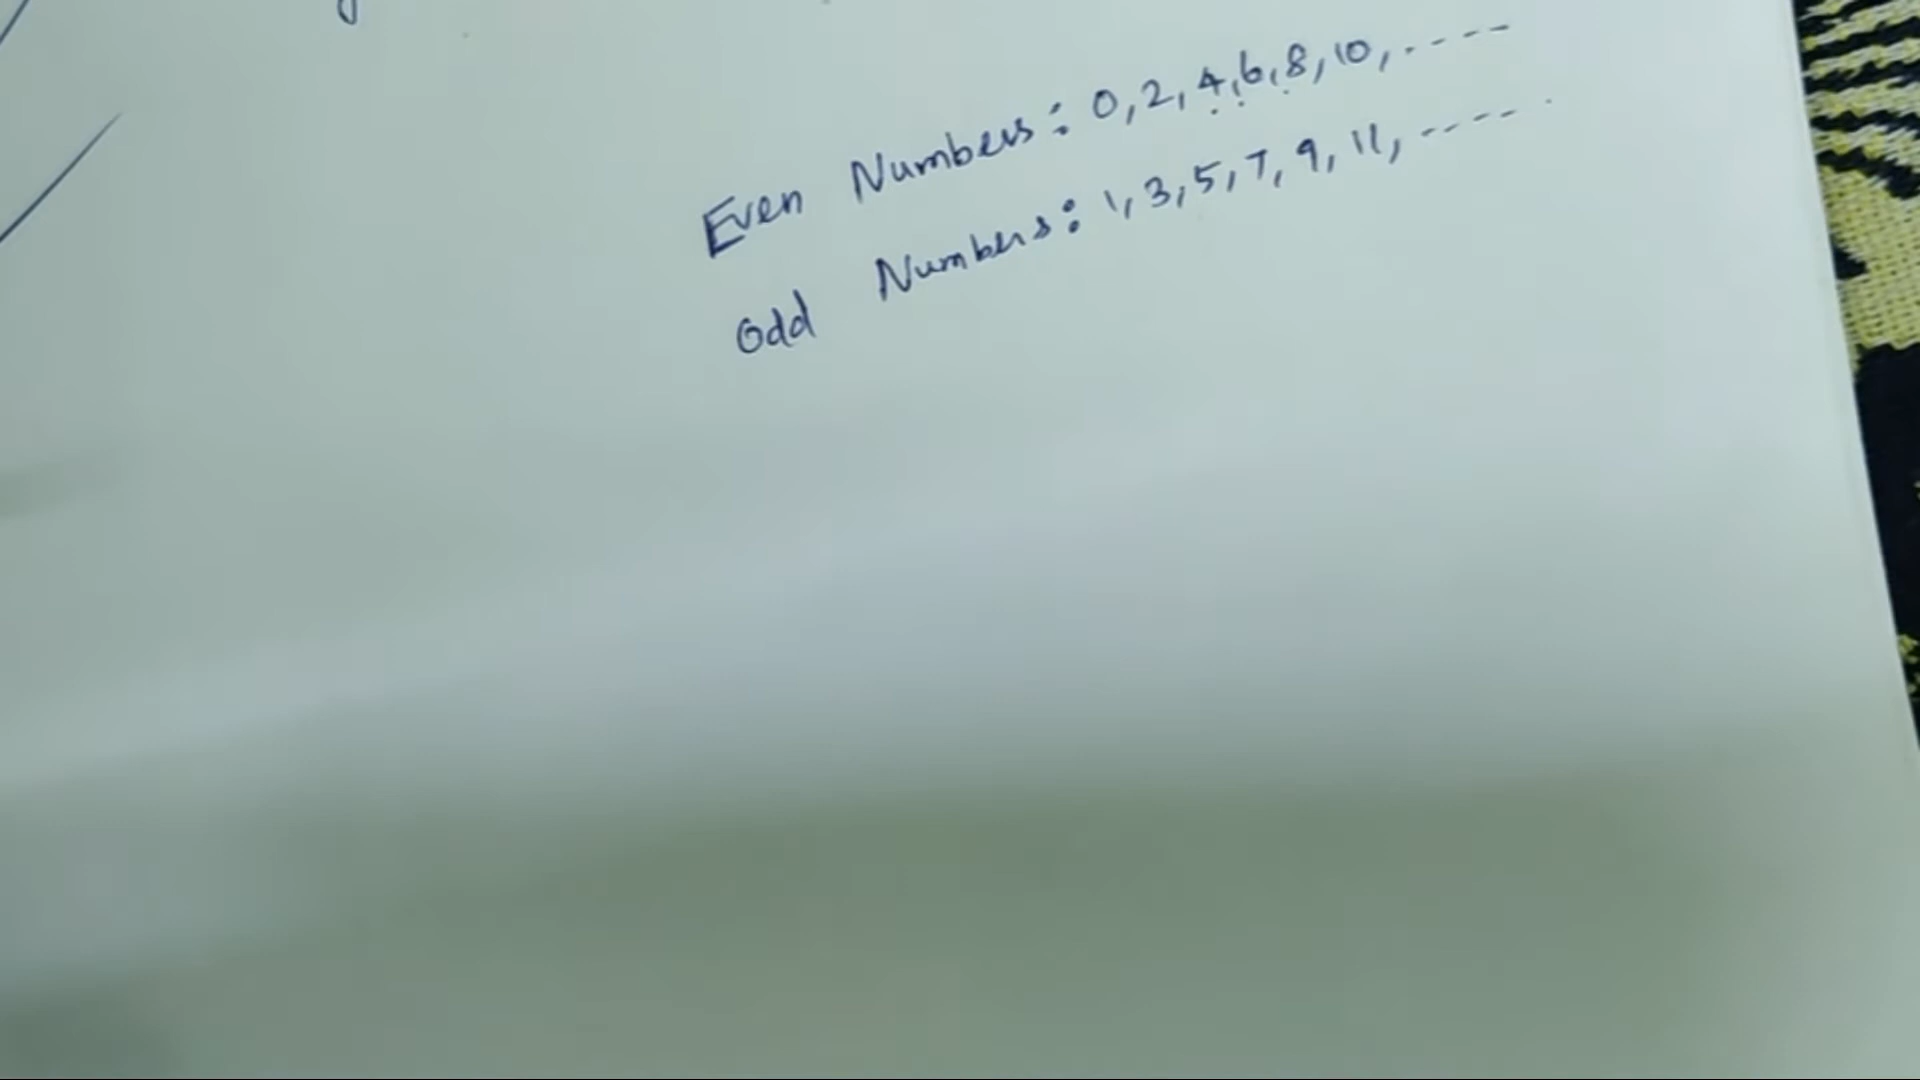 Even Numbers: 0, 2, 4, 6, 8, 10, .----
Odd Numbers: 1, 3, 5, 7, 9, 11, -----